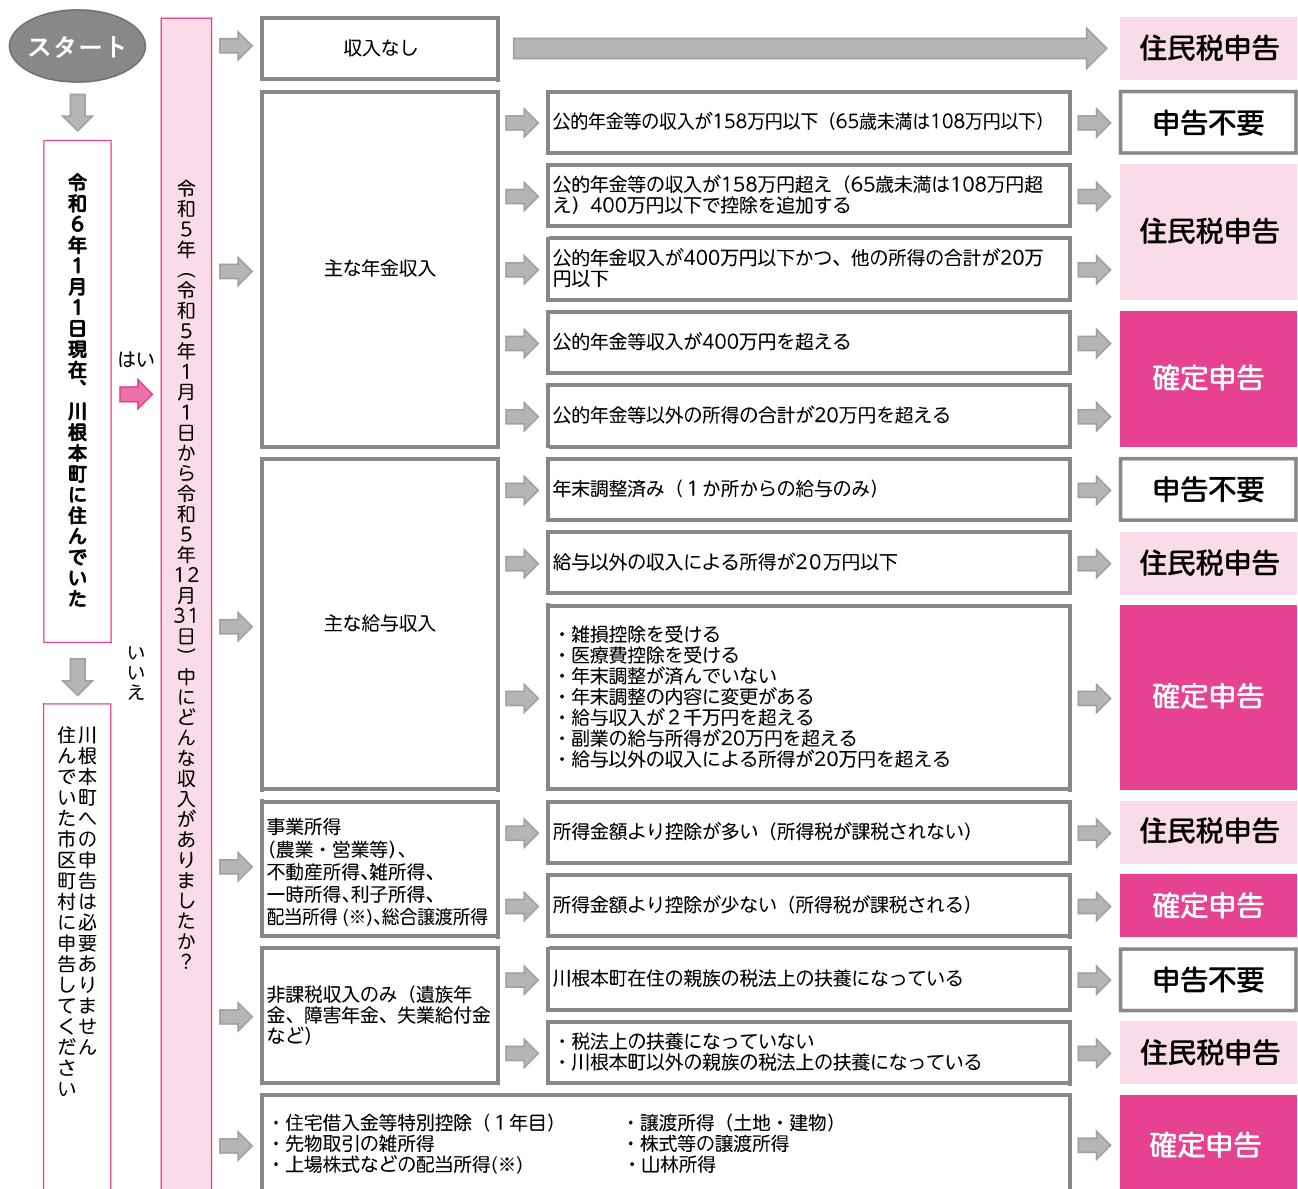 スタート
令和６年１月１日現在、川根本町に住んでいた
はい
いいえ
川根本町への申告は必要ありません
住んでいた市区町村に申告してください
令和５年（令和５年１月１日から令和５年12月31日）中にどんな収入がありましたか？
収入なし
住民税申告
主な年金収入
公的年金等の収入が158万円以下（65歳未満は108万円以下）
申告不要
公的年金等の収入が158万円超え（65歳未満は108万円超
え）400万円以下で控除を追加する
公的年金収入が400万円以下かつ、他の所得の合計が20万
円以下
住民税申告
公的年金等収入が400万円を超える
公的年金等以外の所得の合計が20万円を超える
確定申告
主な給与収入
年末調整済み（１か所からの給与のみ）
申告不要
給与以外の収入による所得が20万円以下
住民税申告
・雑損控除を受ける
・医療費控除を受ける
・年末調整が済んでいない
・年末調整の内容に変更がある
・給与収入が２千万円を超える
・副業の給与所得が20万円を超える
・給与以外の収入による所得が20万円を超える
確定申告
事業所得
（農業・営業等）、
不動産所得、雑所得、
一時所得、利子所得、
配当所得（※）、総合譲渡所得
所得金額より控除が多い（所得税が課税されない）
住民税申告
所得金額より控除が少ない（所得税が課税される）
確定申告
非課税収入のみ（遺族年
金、障害年金、失業給付金
など）
川根本町在住の親族の税法上の扶養になっている
申告不要
・税法上の扶養になっていない
・川根本町以外の親族の税法上の扶養になっている
住民税申告
・住宅借入金等特別控除（１年目）
・先物取引の雑所得
・上場株式などの配当所得(※)
・譲渡所得（土地・建物）
・株式等の譲渡所得
・山林所得
確定申告